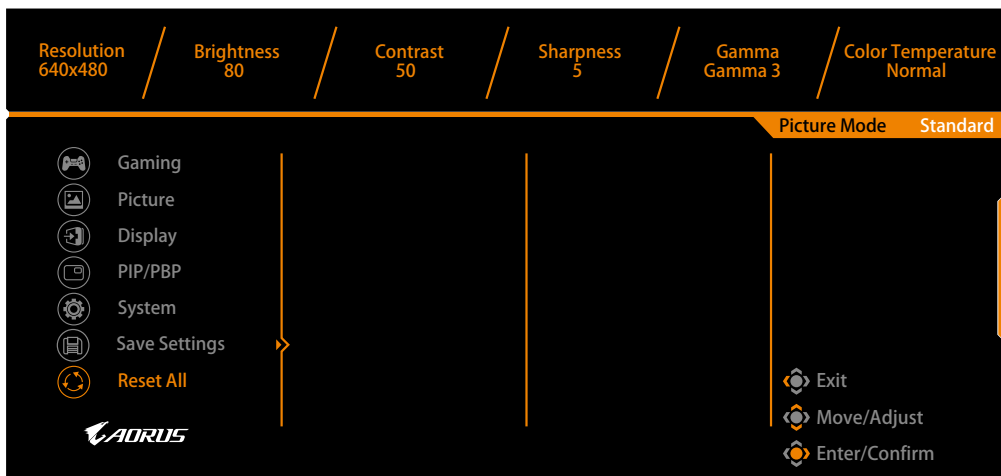 Resolution
640x480
Brightness
80
Contrast
50
Sharpness
5
Gamma
Gamma 3
Color Temperature
Normal
Picture Mode Standard
Gaming
Picture
Display
PIP/PBP
System
Save Settings
Reset All
AORUS
Exit
Move/Adjust
Enter/Confirm